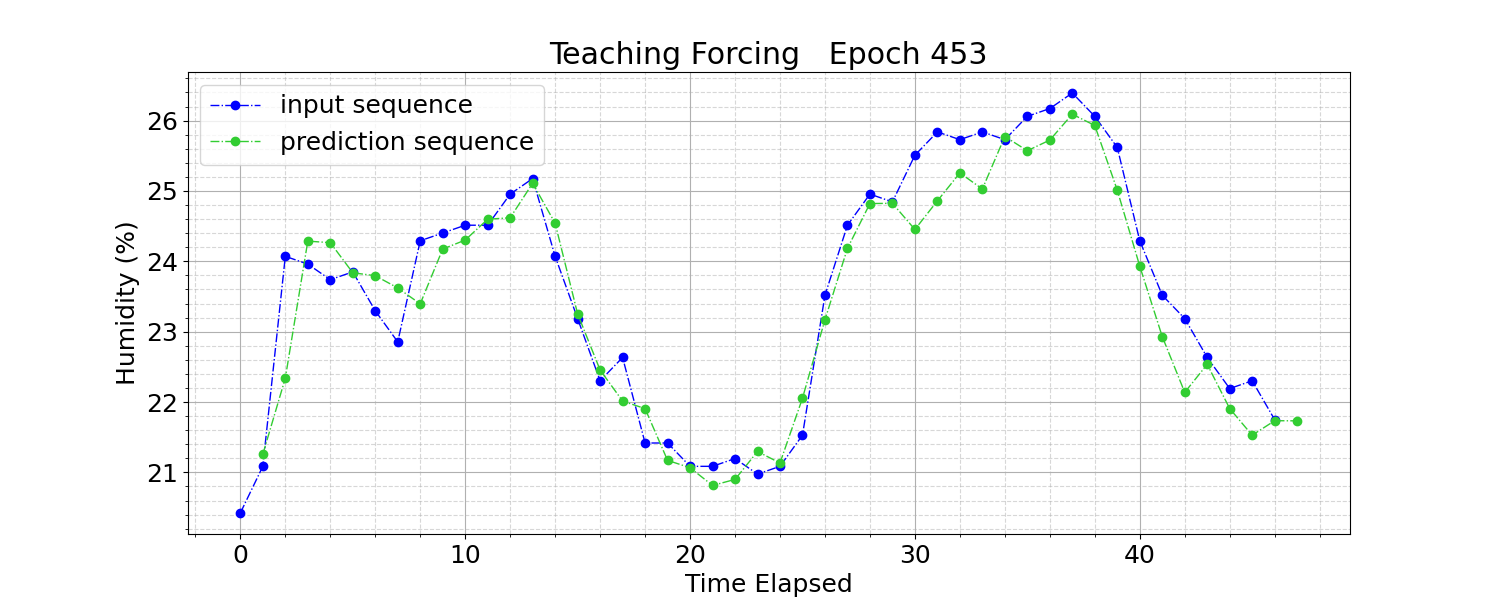 Teaching Forcing   Epoch 453
input sequence
prediction sequence
Humidity (%)
26
25
24
23
22
21
0 10 20 30 40
Time Elapsed